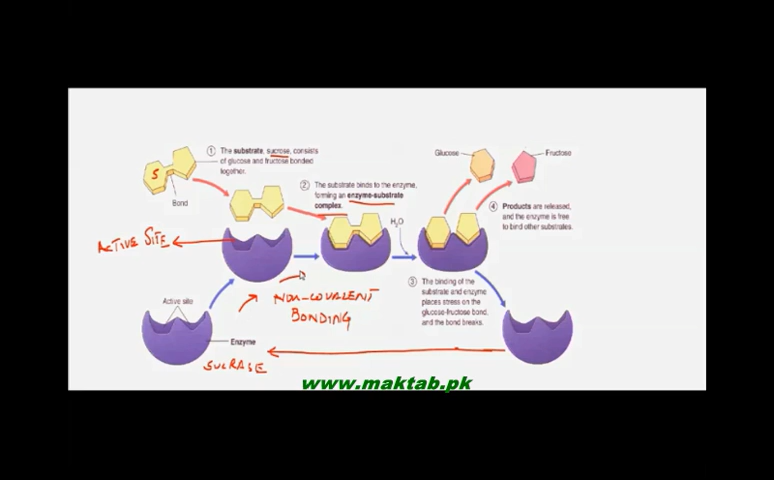 ① The substrate, sucrose, consists
of glucose and fructose bonded
together.
S
Bond
② The substrate binds to the enzyme,
forming an enzyme-substrate
complex.
H₂O
Glucose
Fructose
④ Products are released,
and the enzyme is free
to bind other substrates.
ACTIVE SITE
③ The binding of the
substrate and enzyme
places stress on the
glucose-fructose bond,
and the bond breaks.
NON-COVALENT
BONDING
Active site
Enzyme
SUCRASE
www.maktab.pk